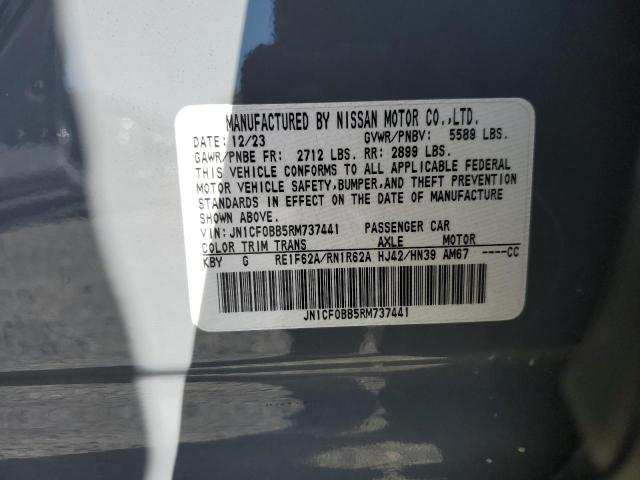 MANUFACTURED BY NISSAN MOTOR CO.,LTD.
DATE: 12/23 GVWR/PNBV: 5589 LBS.
GAWR/PNBE FR: 2712 LBS. RR: 2899 LBS.
THIS VEHICLE CONFORMS TO ALL APPLICABLE FEDERAL
MOTOR VEHICLE SAFETY,BUMPER,AND THEFT PREVENTION
STANDARDS IN EFFECT ON THE DATE OF MANUFACTURE
SHOWN ABOVE.
VIN: JN1CF0BB5RM737441 PASSENGER CAR
COLOR TRIM TRANS AXLE MOTOR
KBY G RE1F62A/RN1R62A HJ42/HN39 AM67 ----CC
JN1CF0BB5RM737441